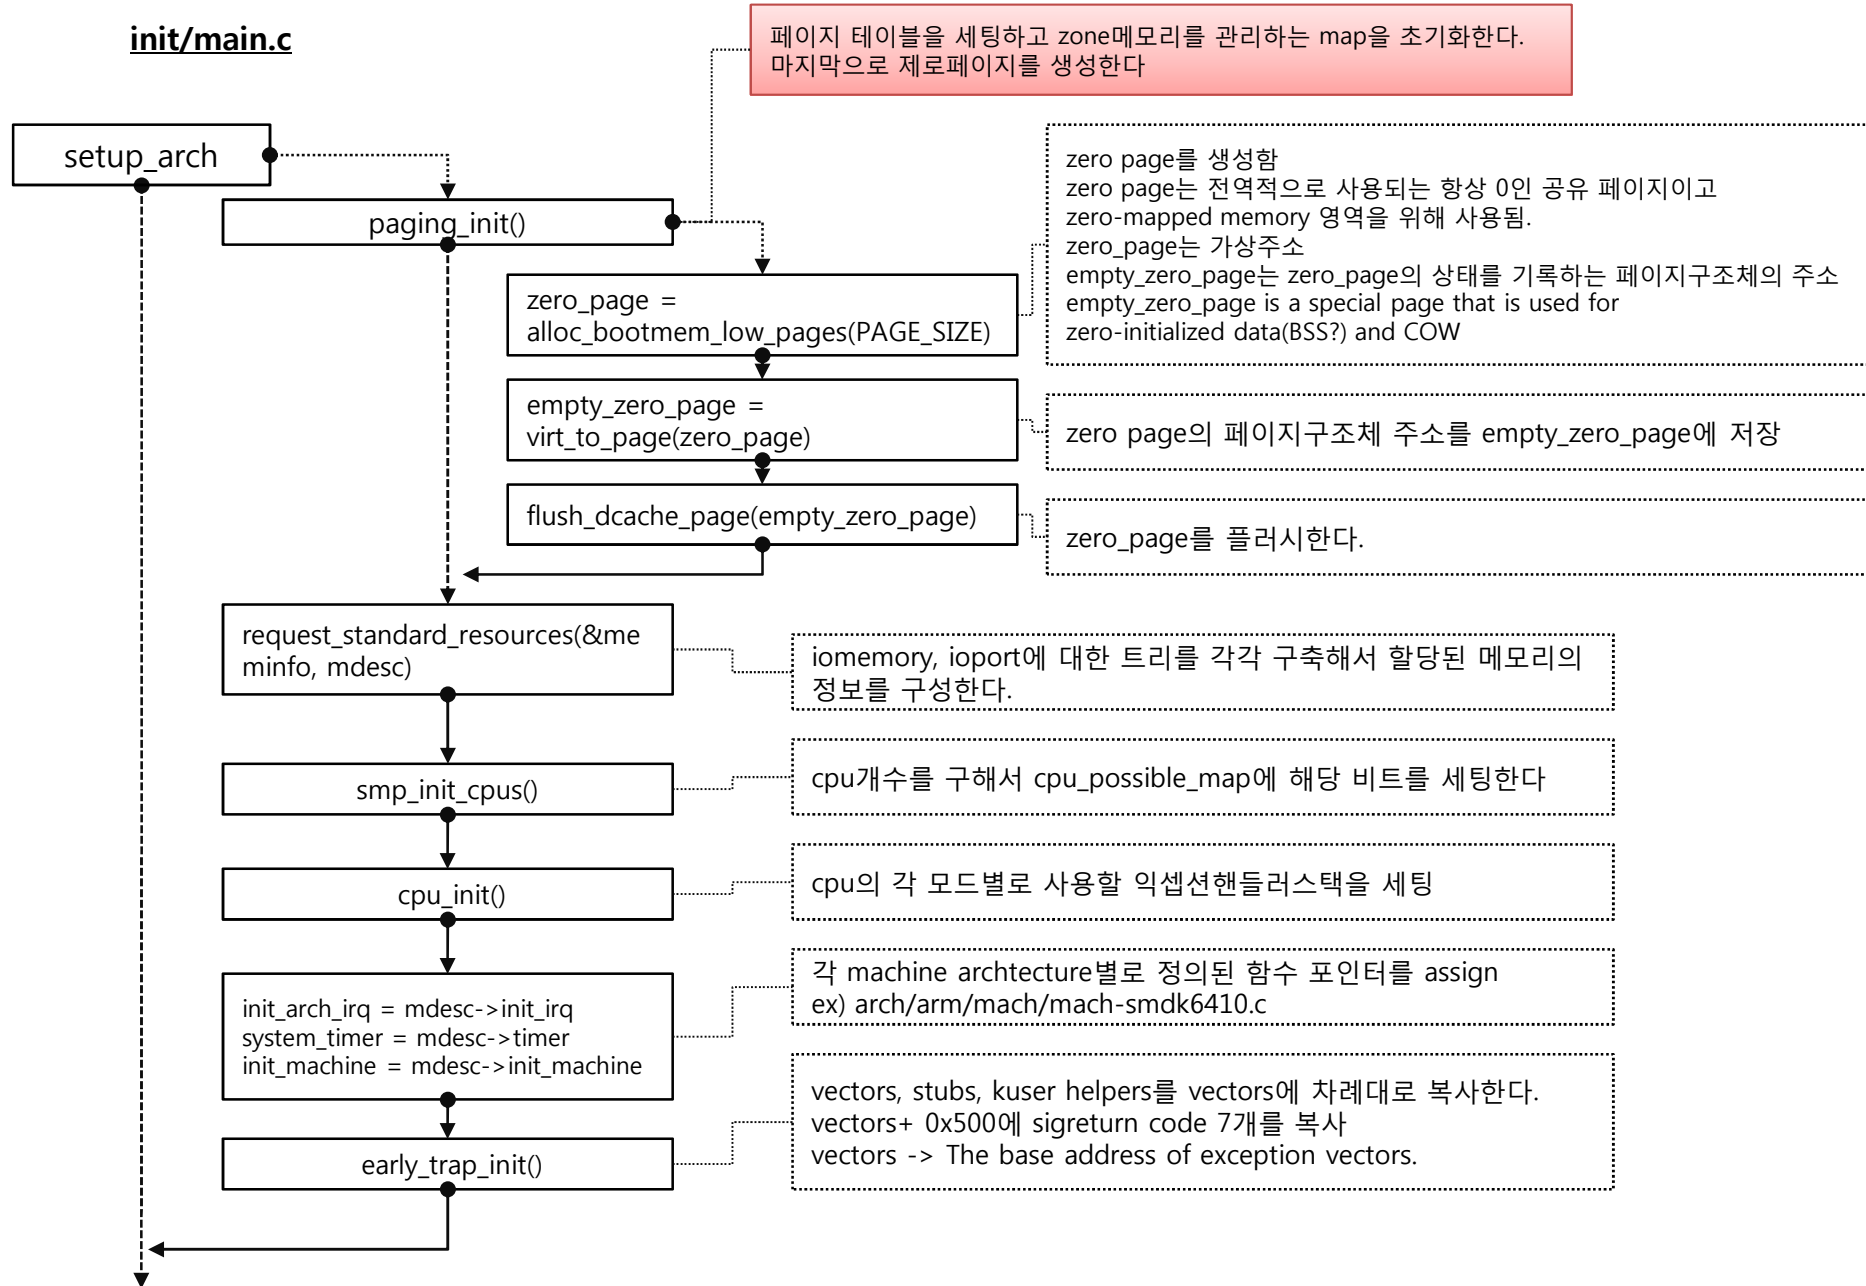 init/main.c
페이지 테이블을 세팅하고 zone메모리를 관리하는 map을 초기화한다.
마지막으로 제로페이지를 생성한다
setup_arch
paging_init()
zero_page =
alloc_bootmem_low_pages(PAGE_SIZE)
zero page를 생성함
zero page는 전역적으로 사용되는 항상 0인 공유 페이지이고
zero-mapped memory 영역을 위해 사용됨.
zero_page는 가상주소
empty_zero_page는 zero_page의 상태를 기록하는 페이지구조체의 주소
empty_zero_page is a special page that is used for
zero-initialized data(BSS?) and COW
empty_zero_page =
virt_to_page(zero_page)
zero page의 페이지구조체 주소를 empty_zero_page에 저장
flush_dcache_page(empty_zero_page)
zero_page를 플러시한다.
request_standard_resources(&me
minfo, mdesc)
iomemory, ioport에 대한 트리를 각각 구축해서 할당된 메모리의
정보를 구성한다.
smp_init_cpus()
cpu개수를 구해서 cpu_possible_map에 해당 비트를 세팅한다
cpu_init()
cpu의 각 모드별로 사용할 익셉션핸들러스택을 세팅
init_arch_irq = mdesc->init_irq
system_timer = mdesc->timer
init_machine = mdesc->init_machine
각 machine archtecture별로 정의된 함수 포인터를 assign
ex) arch/arm/mach/mach-smdk6410.c
early_trap_init()
vectors, stubs, kuser helpers를 vectors에 차례대로 복사한다.
vectors+ 0x500에 sigreturn code 7개를 복사
vectors -> The base address of exception vectors.